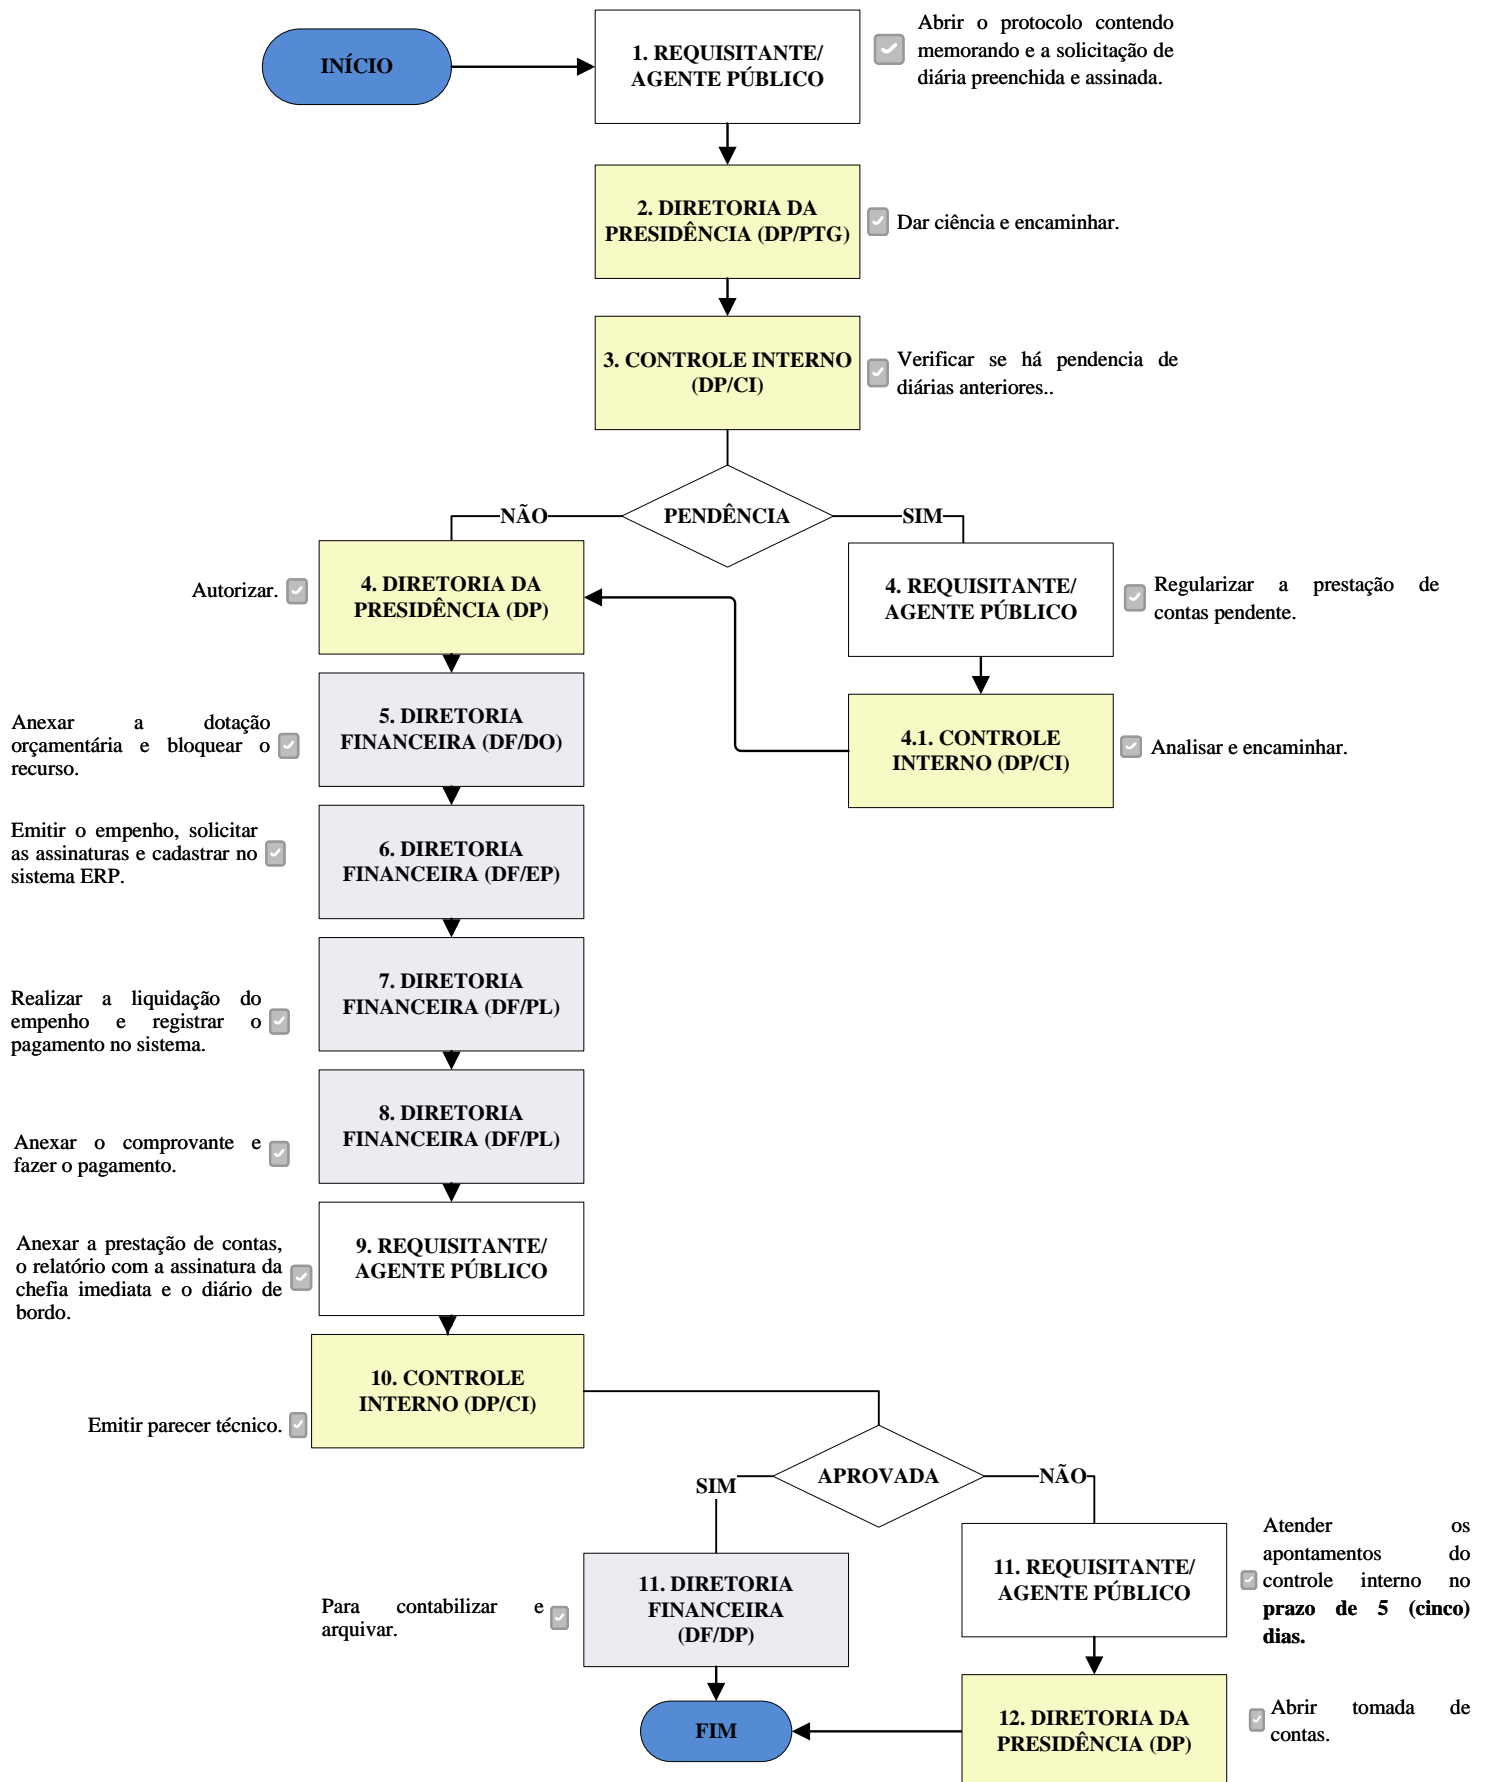 INÍCIO
1. REQUISITANTE/
AGENTE PÚBLICO
Abrir o protocolo contendo
memorando e a solicitação de
diária preenchida e assinada.
2. DIRETORIA DA
PRESIDÊNCIA (DP/PTG)
Dar ciência e encaminhar.
3. CONTROLE INTERNO
(DP/CI)
Verificar se há pendencia de
diárias anteriores..
PENDÊNCIA
NÃO
SIM
Autorizar.
4. DIRETORIA DA
PRESIDÊNCIA (DP)
4. REQUISITANTE/
AGENTE PÚBLICO
Regularizar a prestação de
contas pendente.
Anexar a dotação
orçamentária e bloquear o
recurso.
5. DIRETORIA
FINANCEIRA (DF/DO)
4.1. CONTROLE
INTERNO (DP/CI)
Analisar e encaminhar.
Emitir o empenho, solicitar
as assinaturas e cadastrar no
sistema ERP.
6. DIRETORIA
FINANCEIRA (DF/EP)
Realizar a liquidação do
empenho e registrar o
pagamento no sistema.
7. DIRETORIA
FINANCEIRA (DF/PL)
Anexar o comprovante e
fazer o pagamento.
8. DIRETORIA
FINANCEIRA (DF/PL)
Anexar a prestação de contas,
o relatório com a assinatura da
chefia imediata e o diário de
bordo.
9. REQUISITANTE/
AGENTE PÚBLICO
Emitir parecer técnico.
10. CONTROLE
INTERNO (DP/CI)
APROVADA
SIM
NÃO
Para contabilizar e
arquivar.
11. DIRETORIA
FINANCEIRA
(DF/DP)
11. REQUISITANTE/
AGENTE PÚBLICO
Atender os
apontamentos do
controle interno no
prazo de 5 (cinco)
dias.
FIM
12. DIRETORIA DA
PRESIDÊNCIA (DP)
Abrir tomada de
contas.